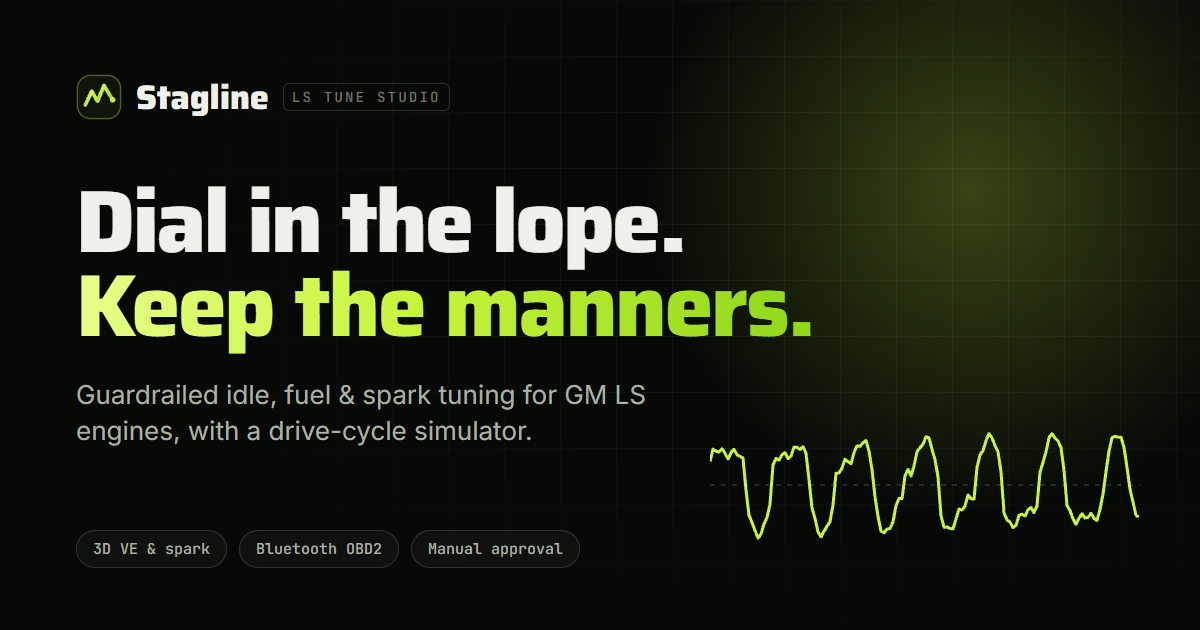 Stagline LS TUNE STUDIO
Dial in the lope.
Keep the manners.
Guardrailed idle, fuel & spark tuning for GM LS
engines, with a drive-cycle simulator.
3D VE & spark Bluetooth OBD2 Manual approval